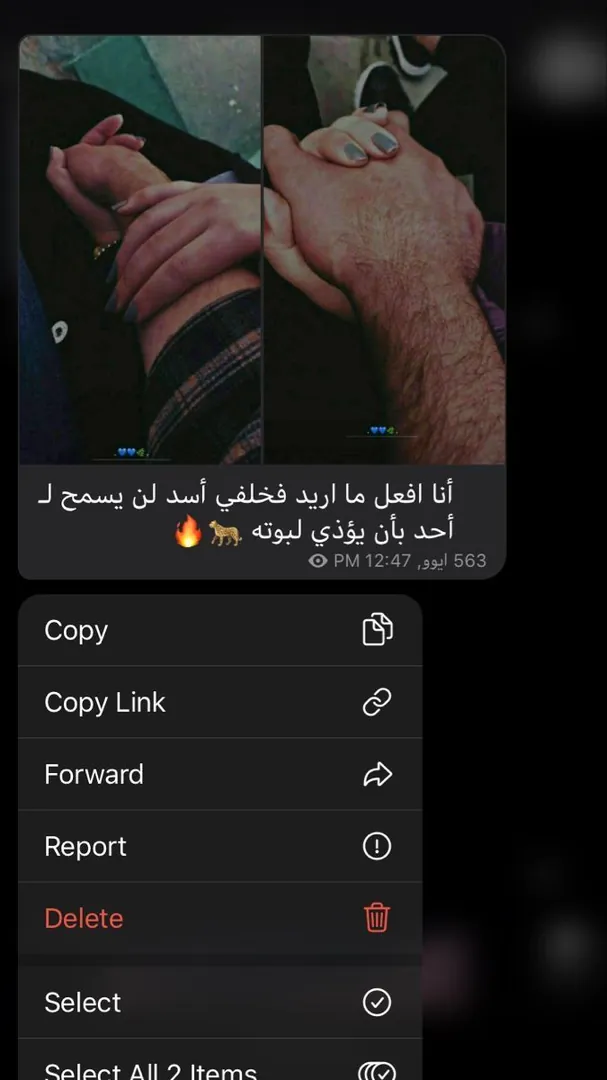 أنا افعل ما اريد فخلفي أسد لن يسمح لـ
أحد بأن يؤذي لبوته 🐆🔥
563 ايوو, 12:47 PM
Copy
Copy Link
Forward
Report
Delete
Select
Select All 2 Items